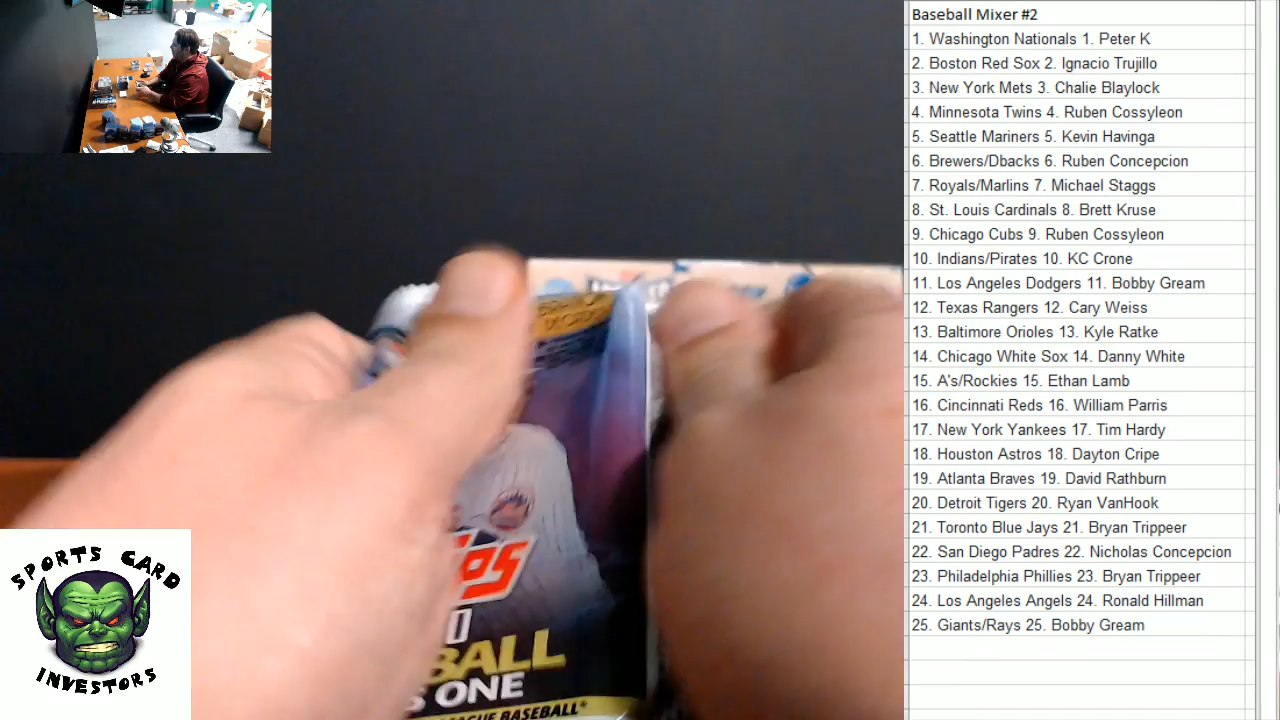 Baseball Mixer #2
1. Washington Nationals 1. Peter K
2. Boston Red Sox 2. Ignacio Trujillo
3. New York Mets 3. Chalie Blaylock
4. Minnesota Twins 4. Ruben Cossyleon
5. Seattle Mariners 5. Kevin Havinga
6. Brewers/Dbacks 6. Ruben Concepcion
7. Royals/Marlins 7. Michael Staggs
8. St. Louis Cardinals 8. Brett Kruse
9. Chicago Cubs 9. Ruben Cossyleon
10. Indians/Pirates 10. KC Crone
11. Los Angeles Dodgers 11. Bobby Gream
12. Texas Rangers 12. Cary Weiss
13. Baltimore Orioles 13. Kyle Ratke
14. Chicago White Sox 14. Danny White
15. A's/Rockies 15. Ethan Lamb
16. Cincinnati Reds 16. William Parris
17. New York Yankees 17. Tim Hardy
18. Houston Astros 18. Dayton Cripe
19. Atlanta Braves 19. David Rathburn
20. Detroit Tigers 20. Ryan VanHook
21. Toronto Blue Jays 21. Bryan Trippeer
22. San Diego Padres 22. Nicholas Concepcion
23. Philadelphia Phillies 23. Bryan Trippeer
24. Los Angeles Angels 24. Ronald Hillman
25. Giants/Rays 25. Bobby Gream
ps
0
BALL
S ONE
LEAGUE BASEBALL
SPORTS CARD
INVESTORS